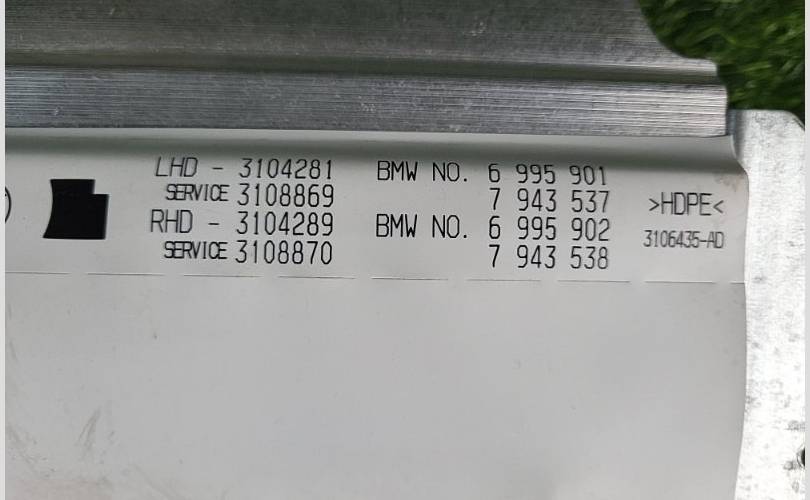 LHD - 3104281 BMW NO. 6 995 901
SERVICE 3108869 7 943 537 >HDPE<
RHD - 3104289 BMW NO. 6 995 902 3106435-AD
SERVICE 3108870 7 943 538